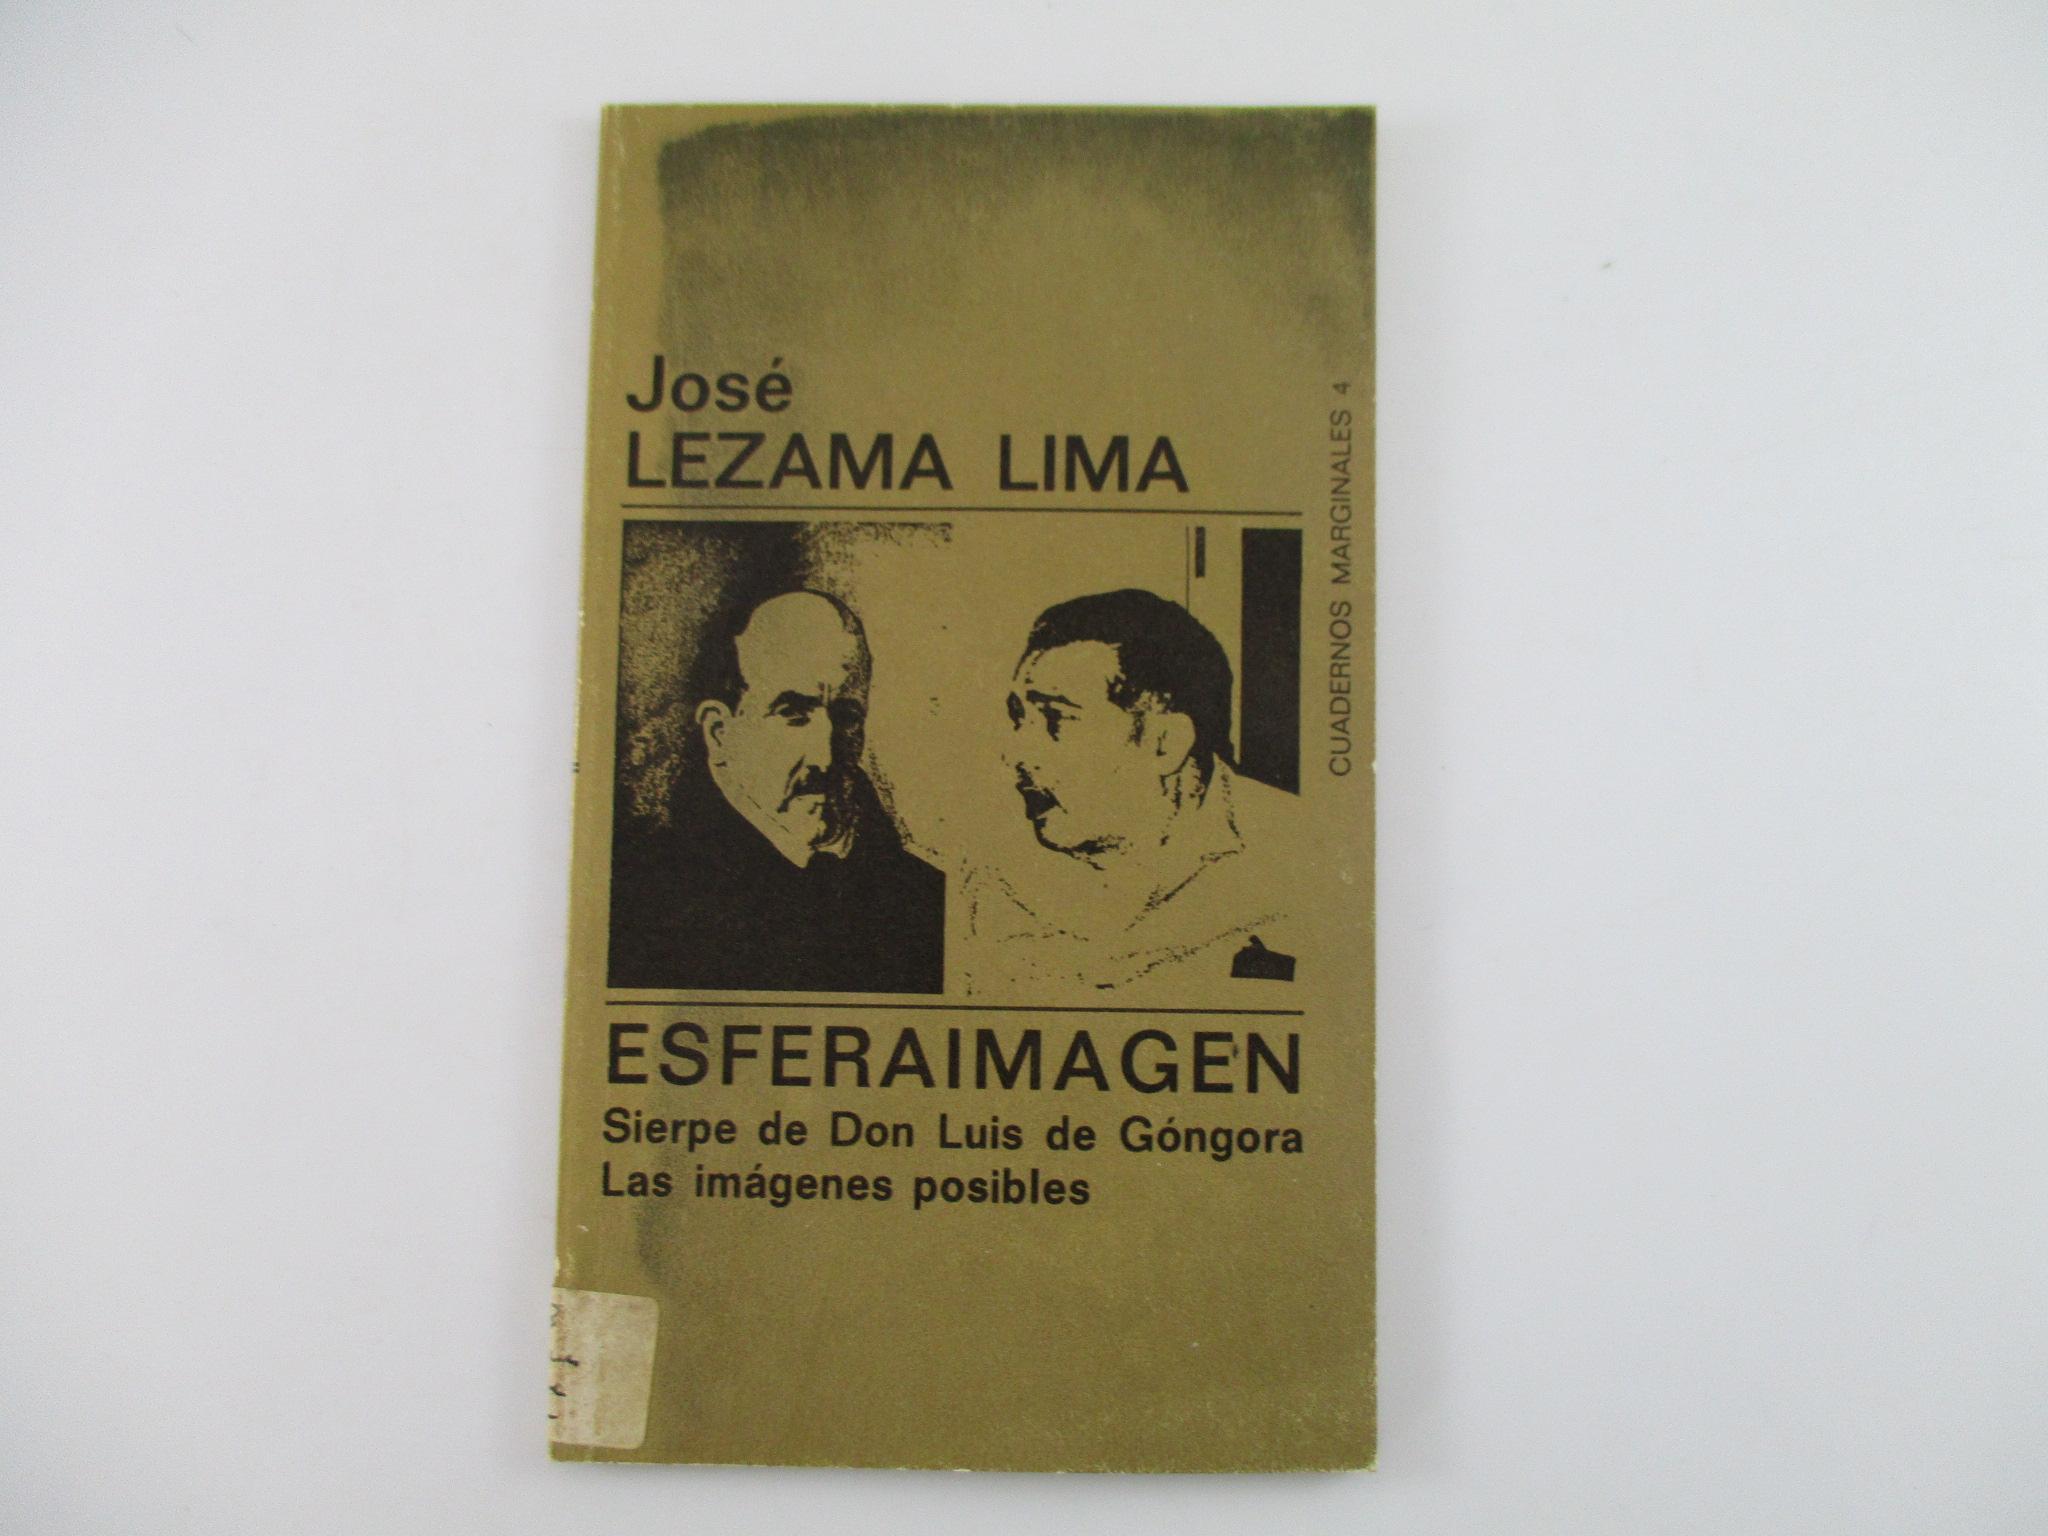 José
LEZAMA LIMA
CUADERNOS MARGINALES 4
ESFERAIMAGEN
Sierpe de Don Luis de Góngora
Las imágenes posibles